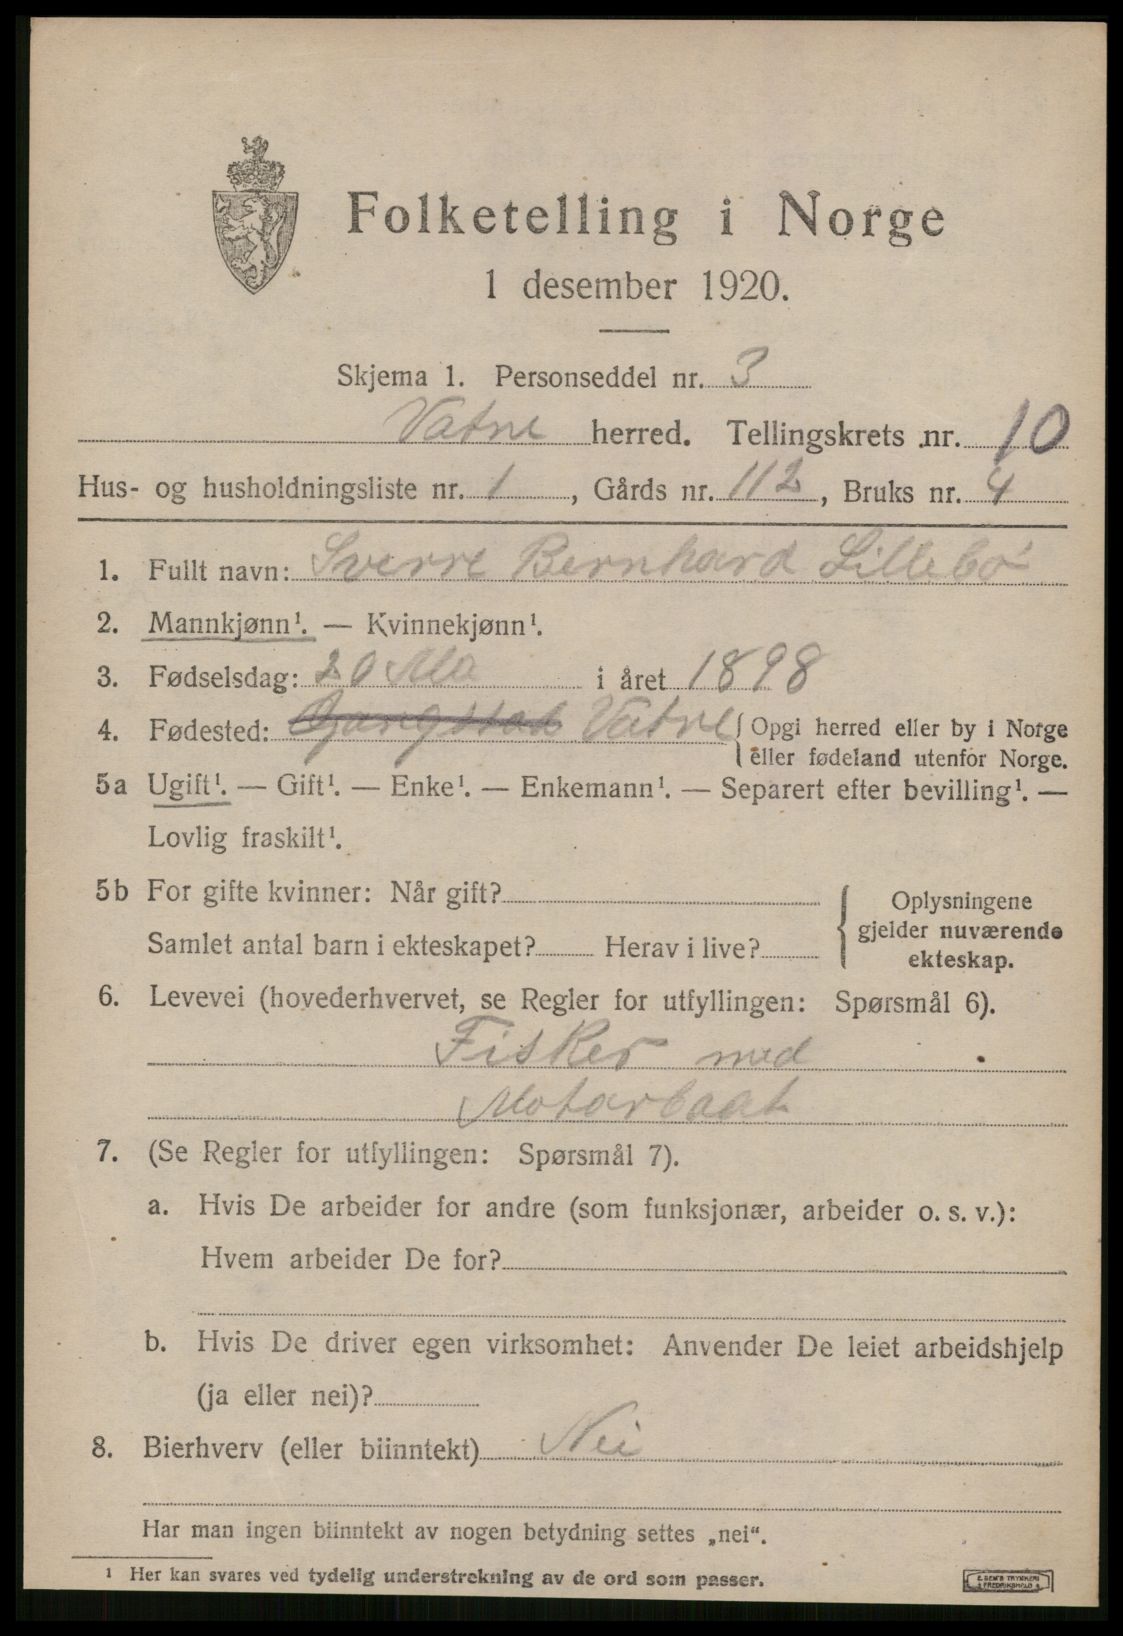 Folketelling i Norge
1 desember 1920.
Skjema 1. Personseddel nr. 3
Vatne herred. Tellingskrets nr. 10
Hus- og husholdningsliste nr. 1, Gårds nr. 112, Bruks nr. 4
1. Fullt navn: Sverre Bernhard Lillebö
2. Mannkjønn¹. — Kvinnekjønn¹.
3. Fødselsdag: 20 Ma i året 1898
4. Fødested: Vatne { Opgi herred eller by i Norge
eller fødeland utenfor Norge.
5a Ugift¹. — Gift¹. — Enke¹. — Enkemann¹. — Separert efter bevilling¹. —
Lovlig fraskilt¹.
5b For gifte kvinner: Når gift?
Samlet antal barn i ekteskapet? Herav i live?
Oplysningene
gjelder nuværende
ekteskap.
6. Levevei (hovederhvervet, se Regler for utfyllingen: Spørsmål 6).
Fisker med
Motorbaat
7. (Se Regler for utfyllingen: Spørsmål 7).
a. Hvis De arbeider for andre (som funksjonær, arbeider o. s. v.):
Hvem arbeider De for?
b. Hvis De driver egen virksomhet: Anvender De leiet arbeidshjelp
(ja eller nei)?
8. Bierhverv (eller biinntekt) Nei
Har man ingen biinntekt av nogen betydning settes „nei“.
¹ Her kan svares ved tydelig understrekning av de ord som passer.
E. SEM'S TRYKKERI
FREDRIKSHALD